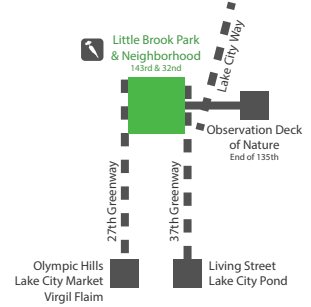 Little Brook Park
& Neighborhood
143rd & 32nd
Lake City Way
Observation Deck
of Nature
End of 135th
27th Greenway
37th Greenway
Olympic Hills
Lake City Market
Virgil Flaim
Living Street
Lake City Pond